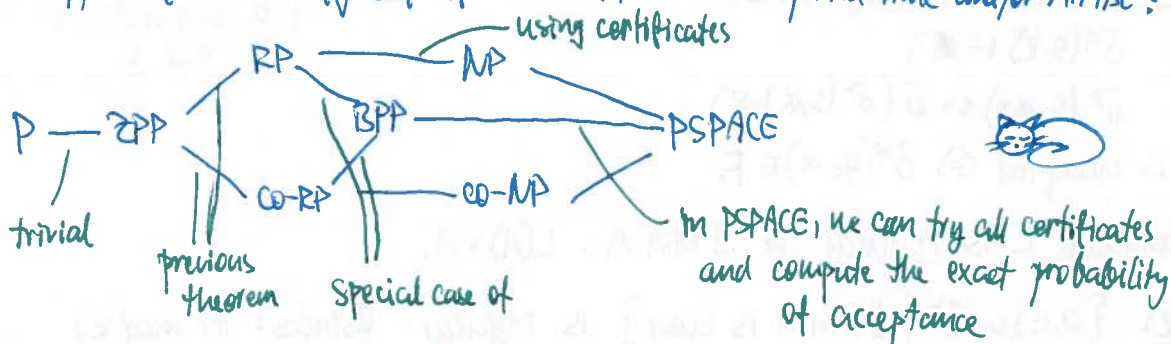 using certificates
RP NP
P ZPP BPP PSPACE
co-RP co-NP
trivial
previous
theorem
special case of
in PSPACE, we can try all certificates
and compute the exact probability
of acceptance